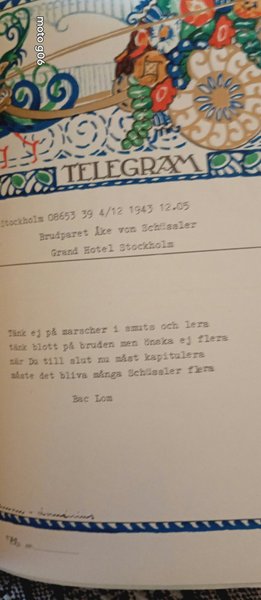 motog06
TELEGRAM
Stockholm 08653 39 4/12 1943 12.05
Brudparet Åke von Schüssler
Grand Hotel Stockholm
Tänk ej på marscher i smuts och lera
tänk blott på bruden men önska ej flera
när Du till slut nu måst kapitulera
måste det bliva många Schüssler flera
Bac Lom